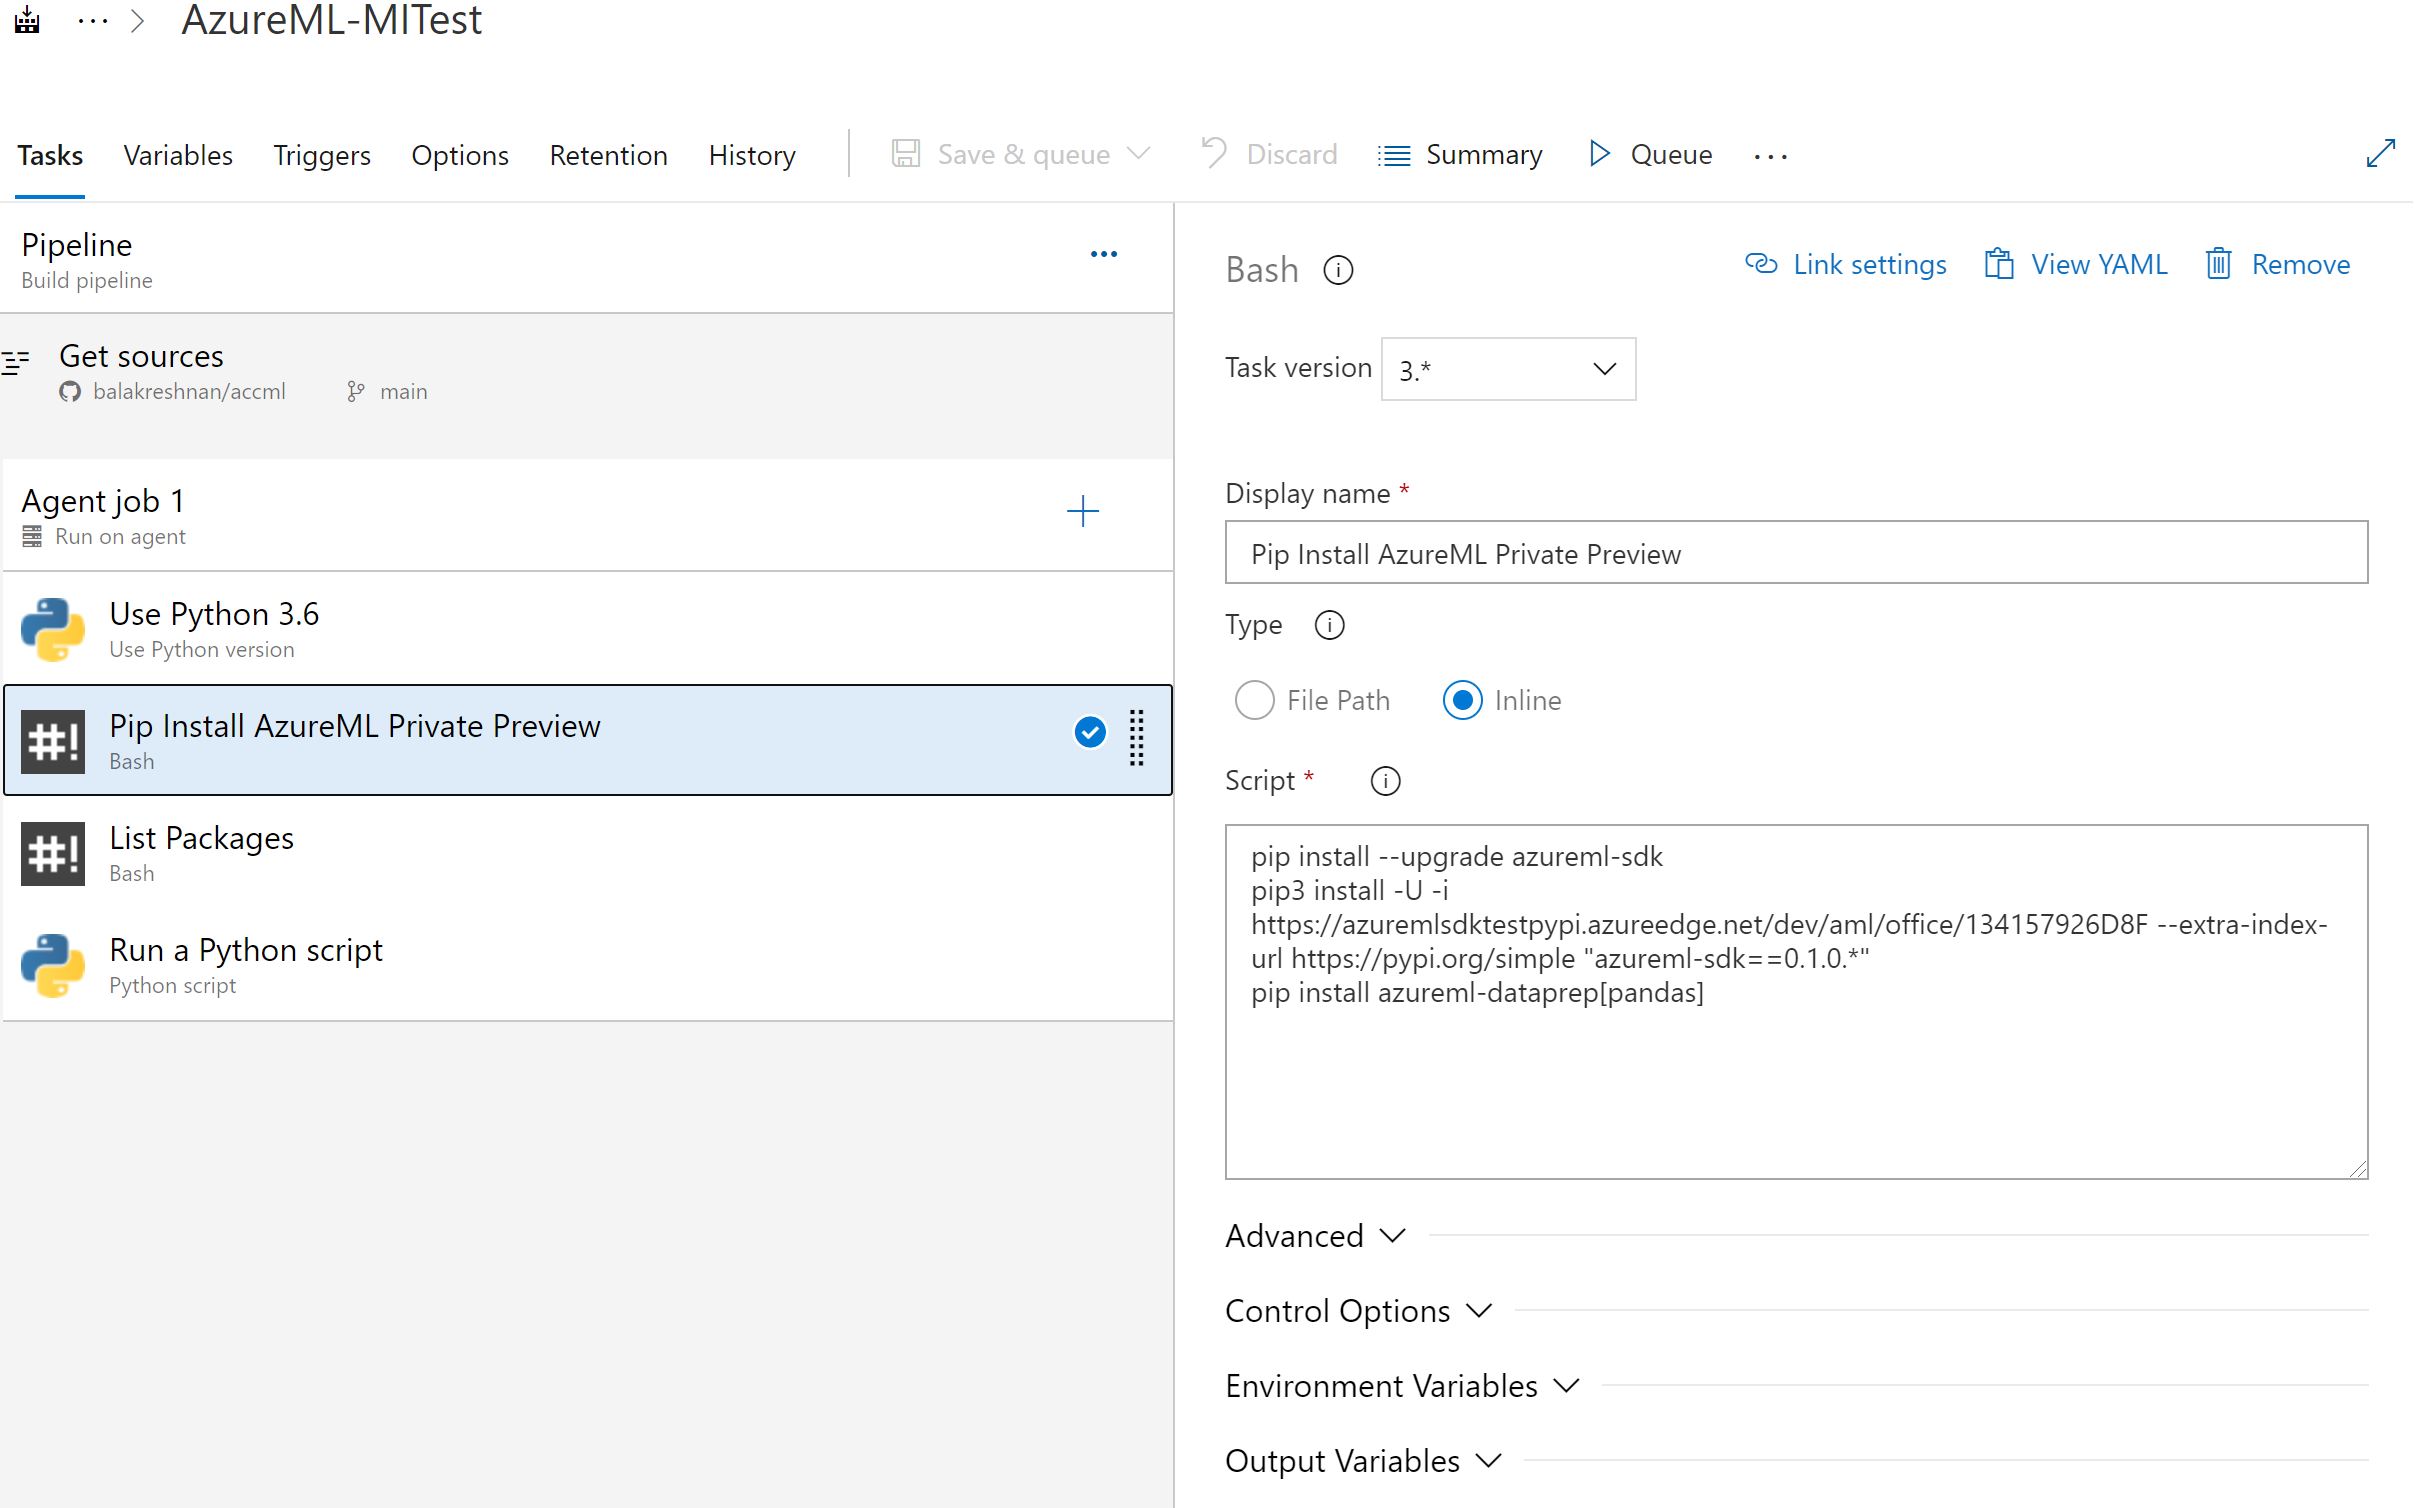 AzureML-MITest
Tasks Variables Triggers Options Retention History Save & queue Discard Summary Queue
Pipeline
Build pipeline
Get sources
balakreshnan/accml main
Agent job 1
Run on agent
Use Python 3.6
Use Python version
Pip Install AzureML Private Preview
Bash
List Packages
Bash
Run a Python script
Python script
Bash Link settings View YAML Remove
Task version 3.*
Display name *
Pip Install AzureML Private Preview
Type
File Path Inline
Script *
pip install --upgrade azureml-sdk
pip3 install -U -i
https://azuremlsdktestpypi.azureedge.net/dev/aml/office/134157926D8F --extra-index-
url https://pypi.org/simple "azureml-sdk==0.1.0.*"
pip install azureml-dataprep[pandas]
Advanced
Control Options
Environment Variables
Output Variables